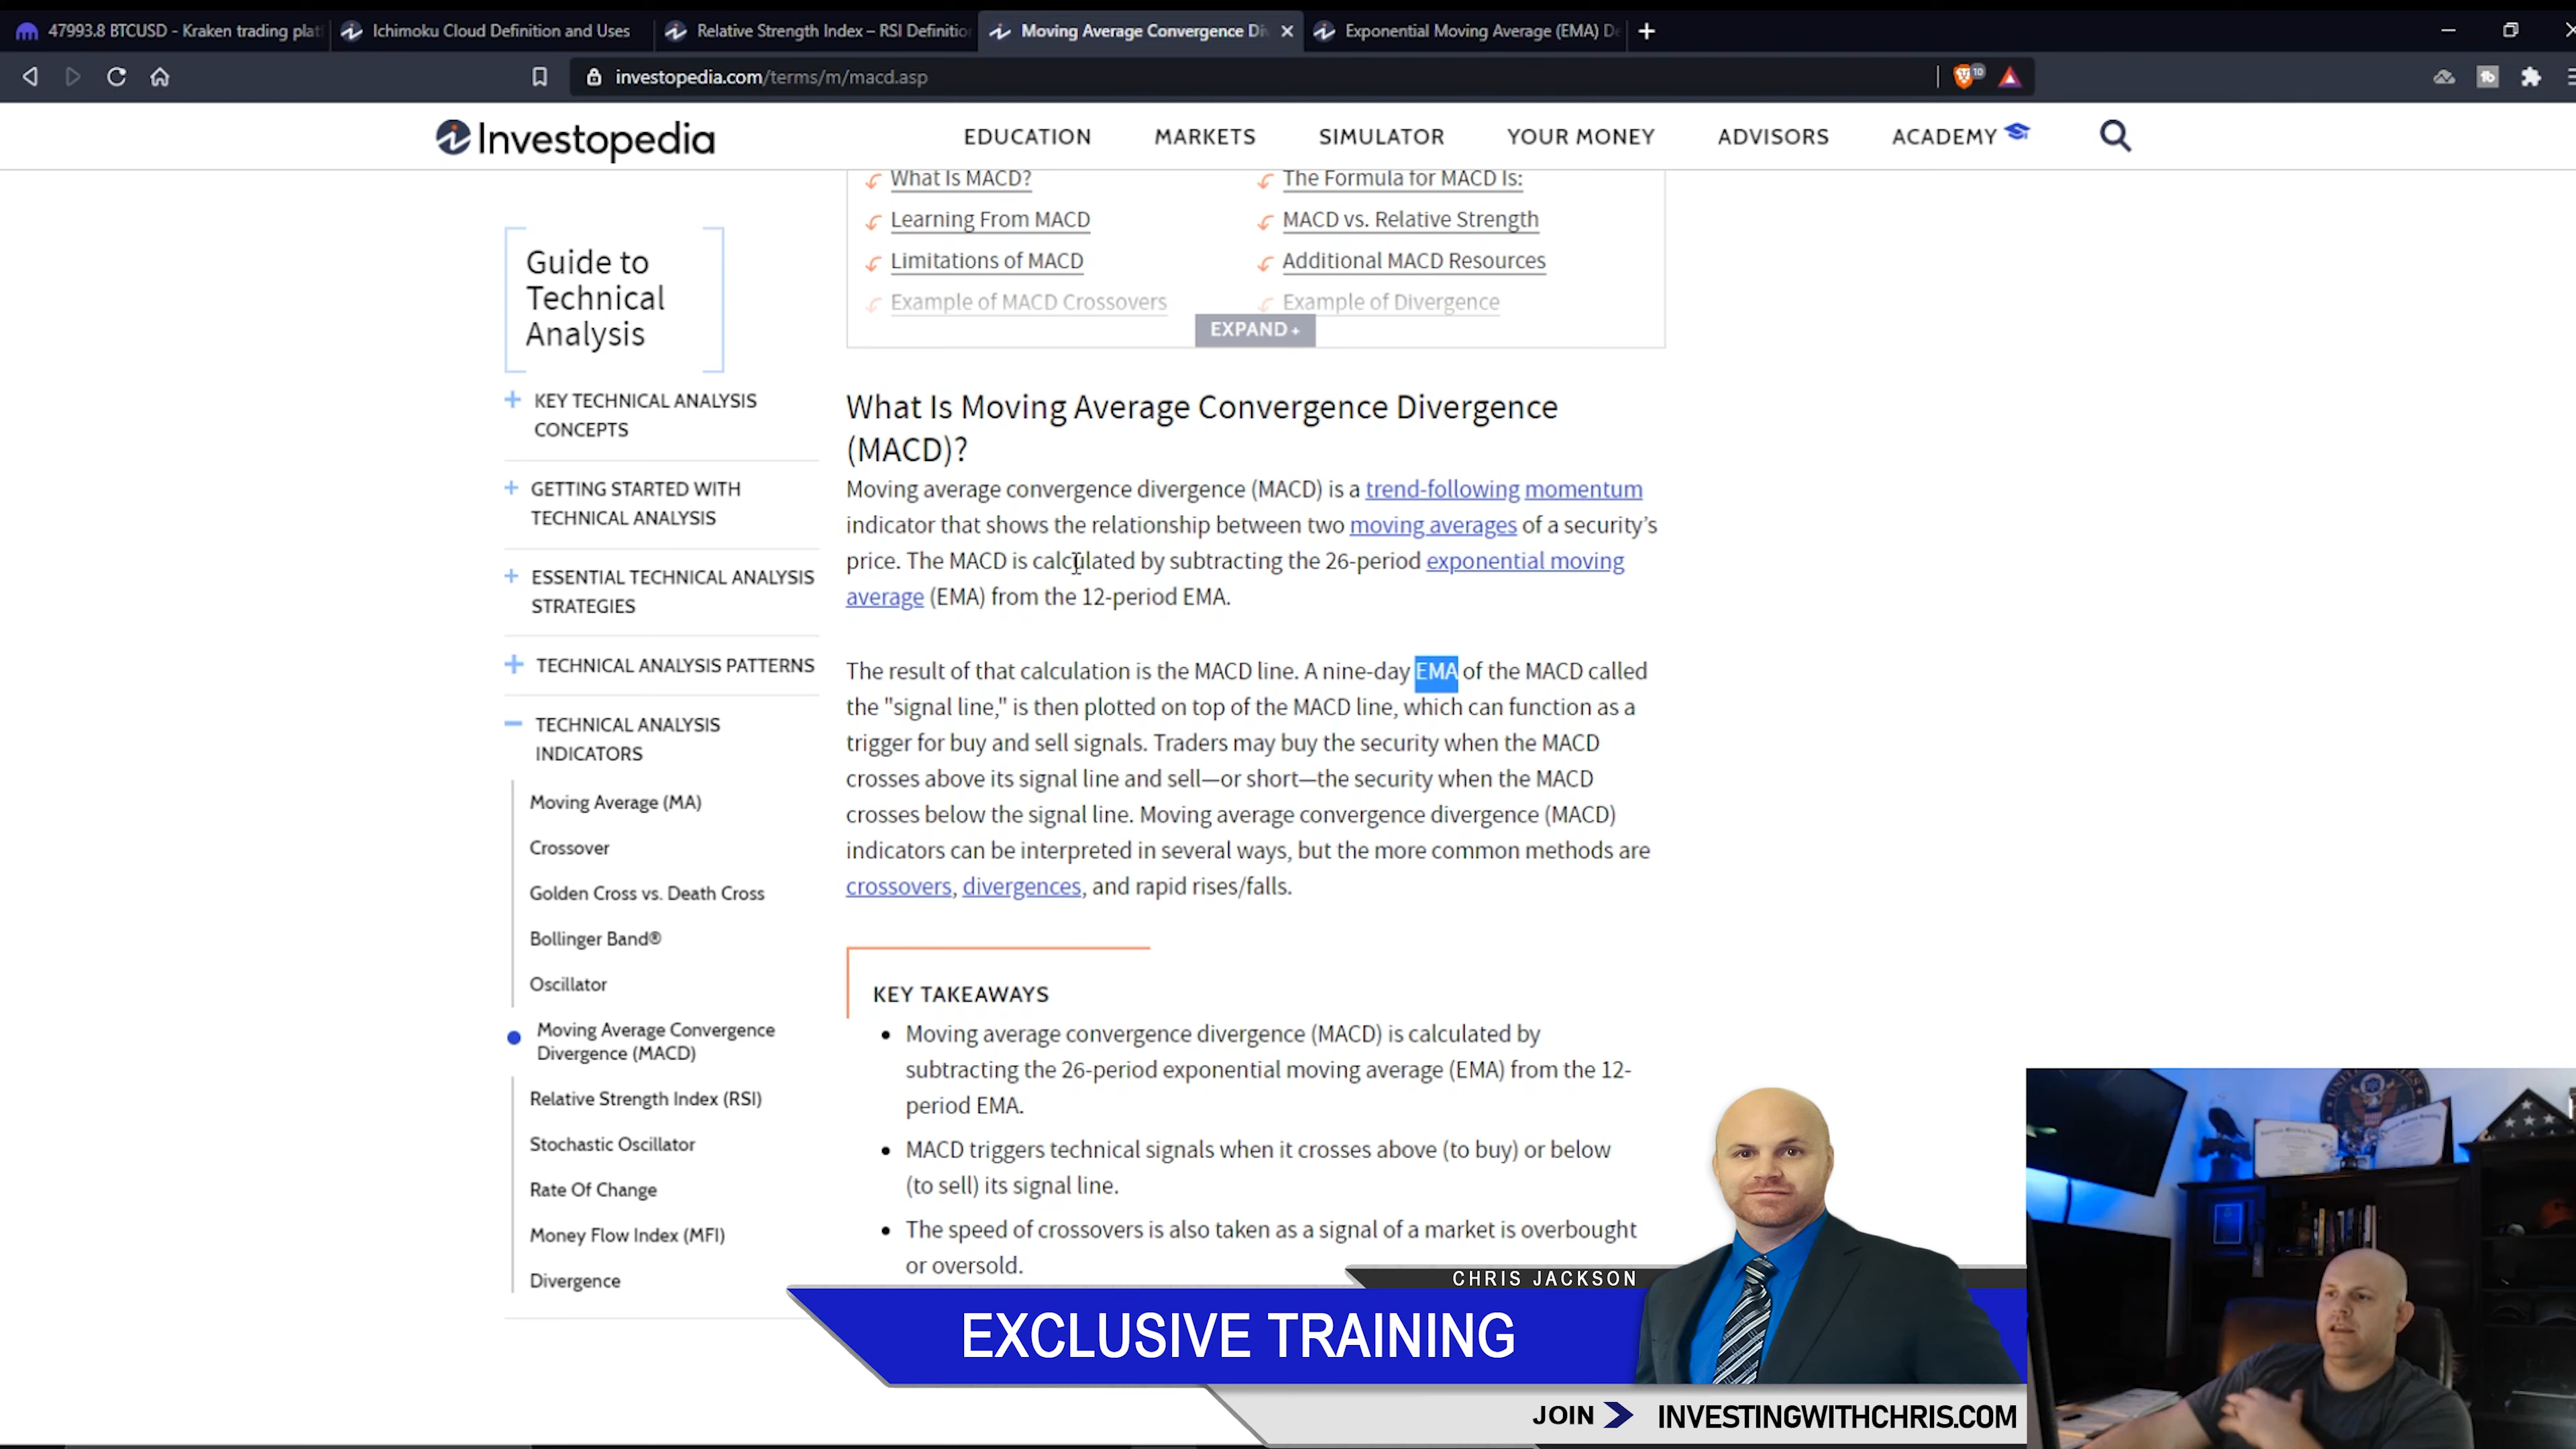 47993.8 BTCUSD - Kraken trading plat
Ichimoku Cloud Definition and Uses
Relative Strength Index – RSI Definitio
Moving Average Convergence Di
Exponential Moving Average (EMA) De
investopedia.com/terms/m/macd.asp
10
Investopedia
EDUCATION
MARKETS
SIMULATOR
YOUR MONEY
ADVISORS
ACADEMY
What Is MACD?
The Formula for MACD Is:
Learning From MACD
MACD vs. Relative Strength
Limitations of MACD
Additional MACD Resources
Example of MACD Crossovers
Example of Divergence
EXPAND +
Guide to
Technical
Analysis
KEY TECHNICAL ANALYSIS
CONCEPTS
GETTING STARTED WITH
TECHNICAL ANALYSIS
ESSENTIAL TECHNICAL ANALYSIS
STRATEGIES
TECHNICAL ANALYSIS PATTERNS
TECHNICAL ANALYSIS
INDICATORS
Moving Average (MA)
Crossover
Golden Cross vs. Death Cross
Bollinger Band®
Oscillator
Moving Average Convergence
Divergence (MACD)
Relative Strength Index (RSI)
Stochastic Oscillator
Rate Of Change
Money Flow Index (MFI)
Divergence
What Is Moving Average Convergence Divergence
(MACD)?
Moving average convergence divergence (MACD) is a trend-following momentum
indicator that shows the relationship between two moving averages of a security’s
price. The MACD is calculated by subtracting the 26-period exponential moving
average (EMA) from the 12-period EMA.
The result of that calculation is the MACD line. A nine-day EMA of the MACD called
the "signal line," is then plotted on top of the MACD line, which can function as a
trigger for buy and sell signals. Traders may buy the security when the MACD
crosses above its signal line and sell—or short—the security when the MACD
crosses below the signal line. Moving average convergence divergence (MACD)
indicators can be interpreted in several ways, but the more common methods are
crossovers, divergences, and rapid rises/falls.
KEY TAKEAWAYS
Moving average convergence divergence (MACD) is calculated by
subtracting the 26-period exponential moving average (EMA) from the 12-
period EMA.
MACD triggers technical signals when it crosses above (to buy) or below
(to sell) its signal line.
The speed of crossovers is also taken as a signal of a market is overbought
or oversold.
CHRIS JACKSON
EXCLUSIVE TRAINING
JOIN
INVESTINGWITHCHRIS.COM